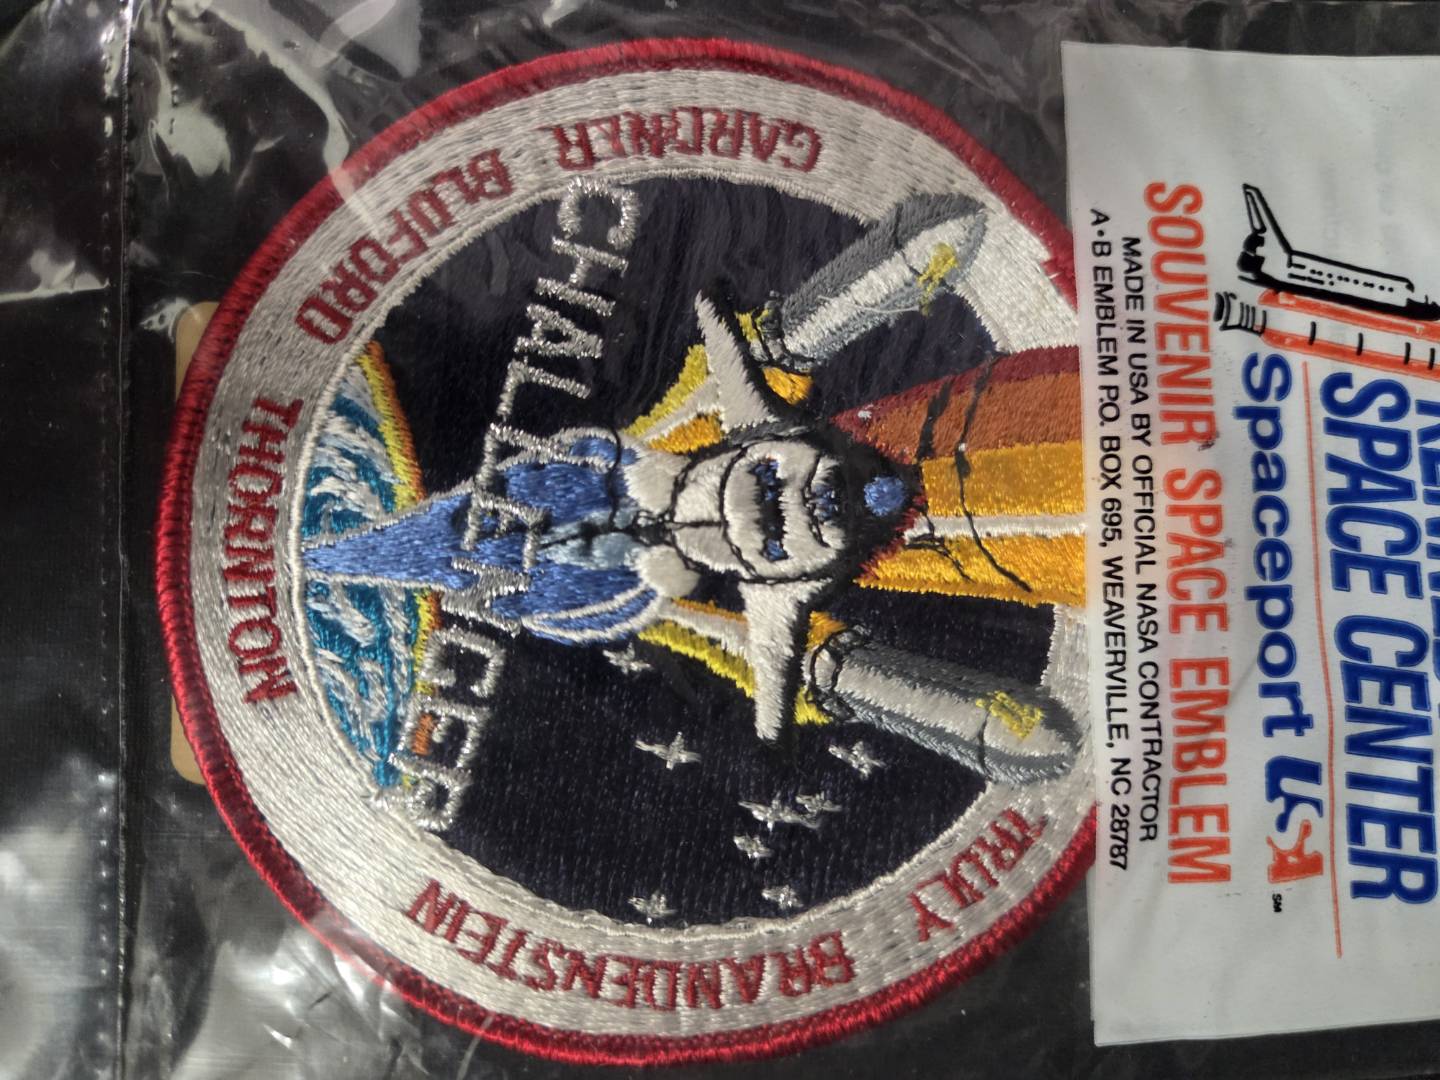 SPACE CENTER
Spaceport USA
SM
SOUVENIR SPACE EMBLEM
MADE IN USA BY OFFICIAL NASA CONTRACTOR
A•B EMBLEM P.O. BOX 695, WEAVERVILLE, NC 28787
TRULY BRANDENSTEIN
GARDNER BLUFORD THORNTON
CHALLENGER